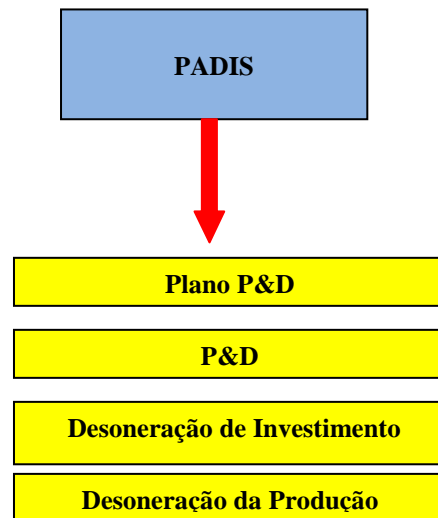 PADIS
Plano P&D
P&D
Desoneração de Investimento
Desoneração da Produção